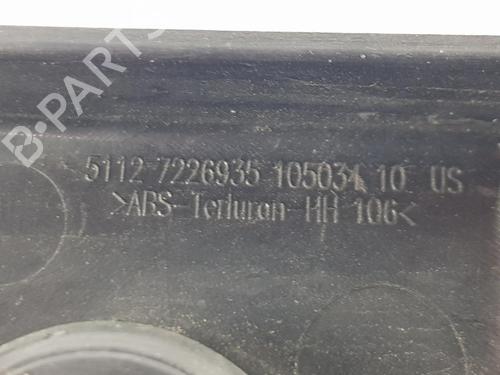 5112 7226935 105034 10 US
>ABS-Terluran-HH 106<
B-PARTS